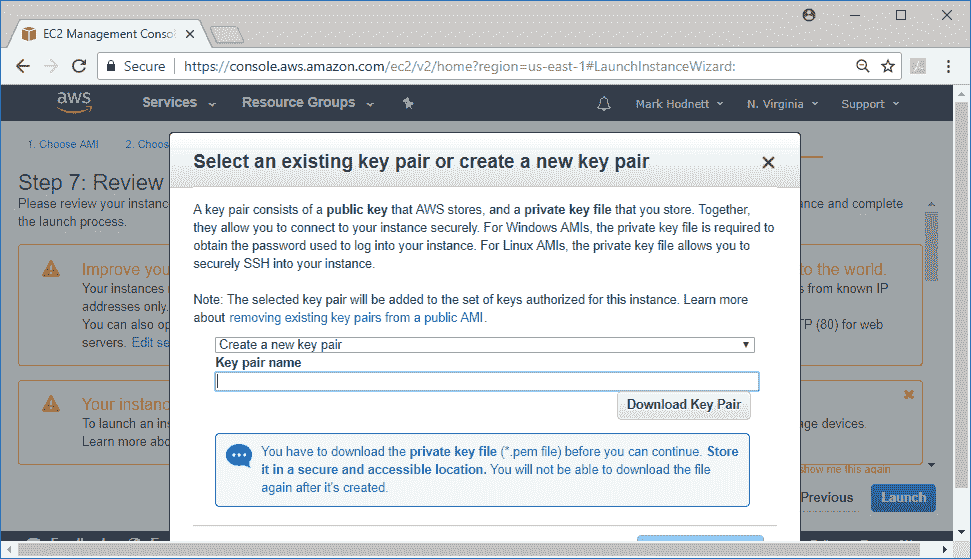 EC2 Management Conso
Secure
https://console.aws.amazon.com/ec2/v2/home?region=us-east-1#LaunchInstanceWizard:
aws Services Resource Groups Mark Hodnett N. Virginia Support
1. Choose AMI 2. Choos
Step 7: Review
Please review your instanc
nce and complete
the launch process.
Select an existing key pair or create a new key pair
A key pair consists of a public key that AWS stores, and a private key file that you store. Together,
they allow you to connect to your instance securely. For Windows AMIs, the private key file is required to
obtain the password used to log into your instance. For Linux AMIs, the private key file allows you to
securely SSH into your instance.
Note: The selected key pair will be added to the set of keys authorized for this instance. Learn more
about removing existing key pairs from a public AMI.
Create a new key pair
Key pair name
Download Key Pair
You have to download the private key file (*.pem file) before you can continue. Store
it in a secure and accessible location. You will not be able to download the file
again after it's created.
Improve you
to the world.
Your instances
s from known IP
addresses only.
You can also op
TP (80) for web
servers. Edit se
Your instanc
To launch an ins
age devices.
Learn more abo
show me this again
Previous
Launch